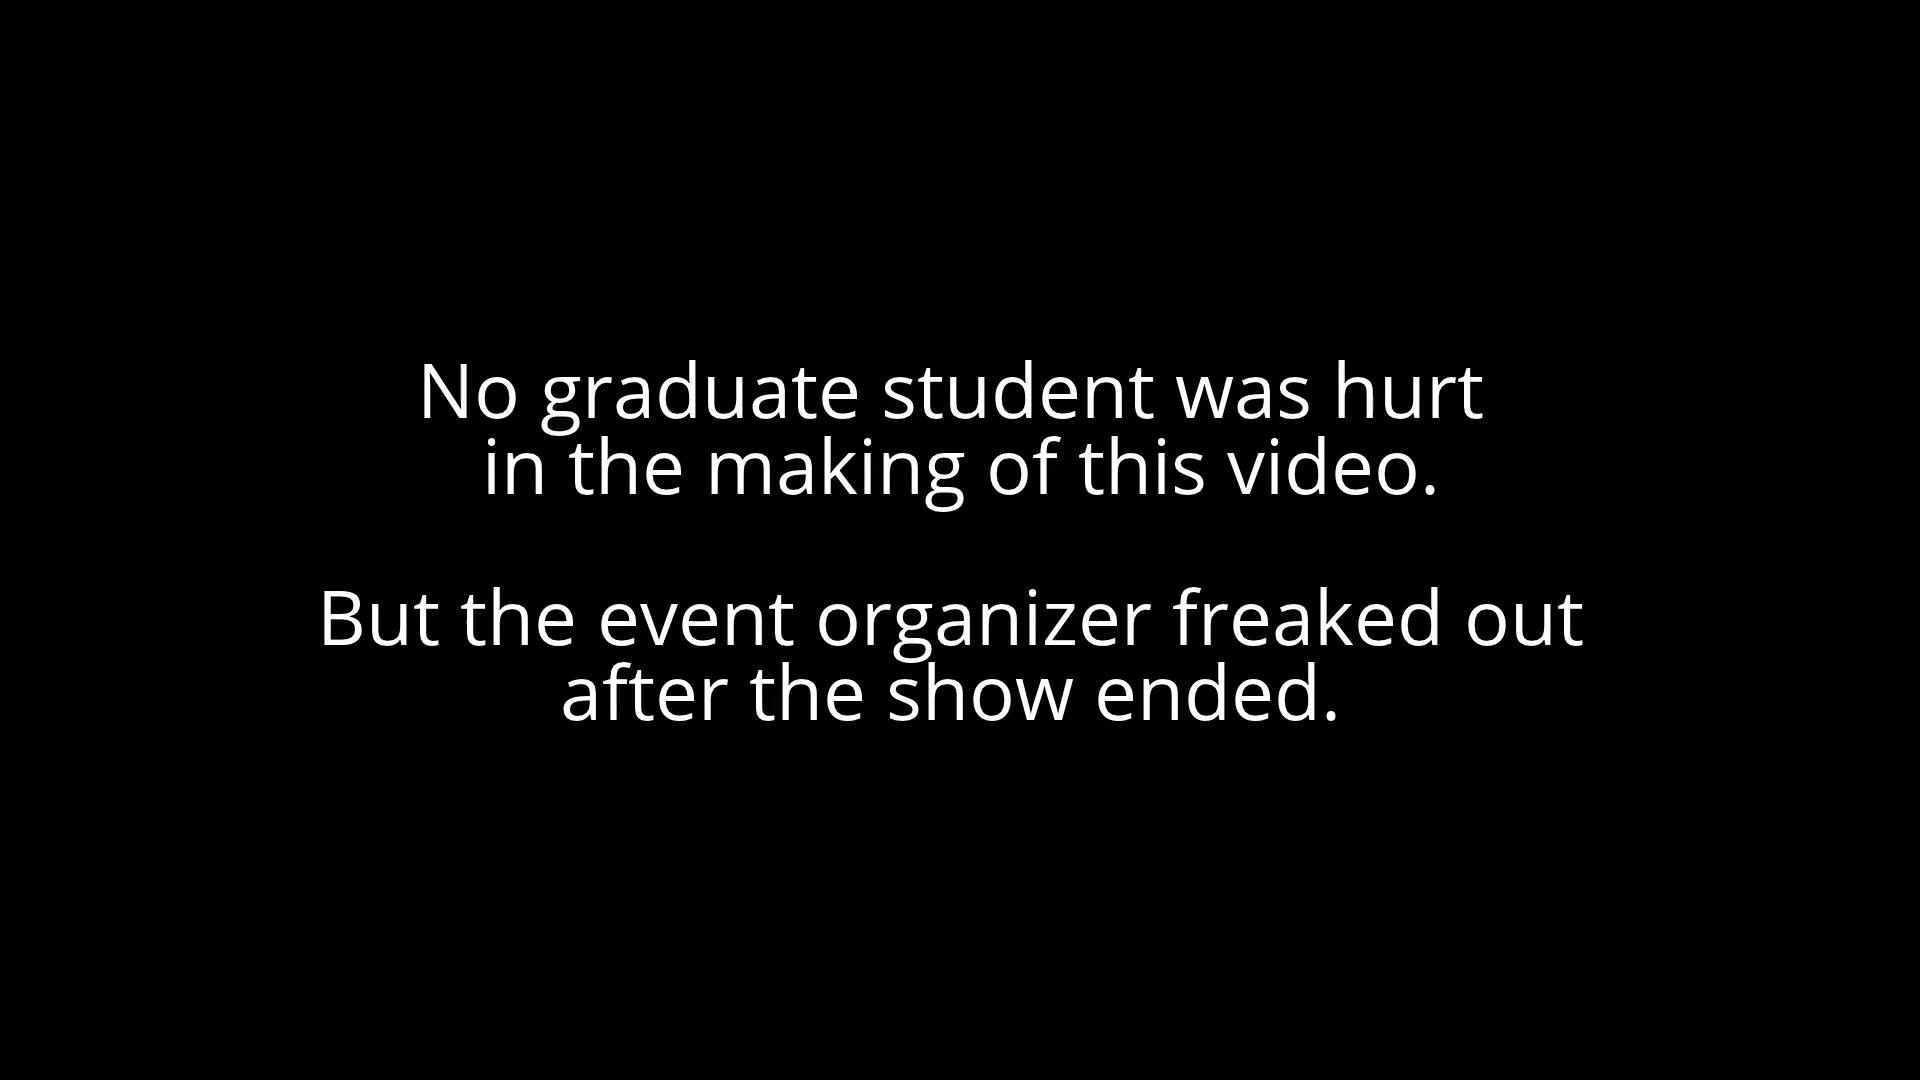 No graduate student was hurt
in the making of this video.
But the event organizer freaked out
after the show ended.